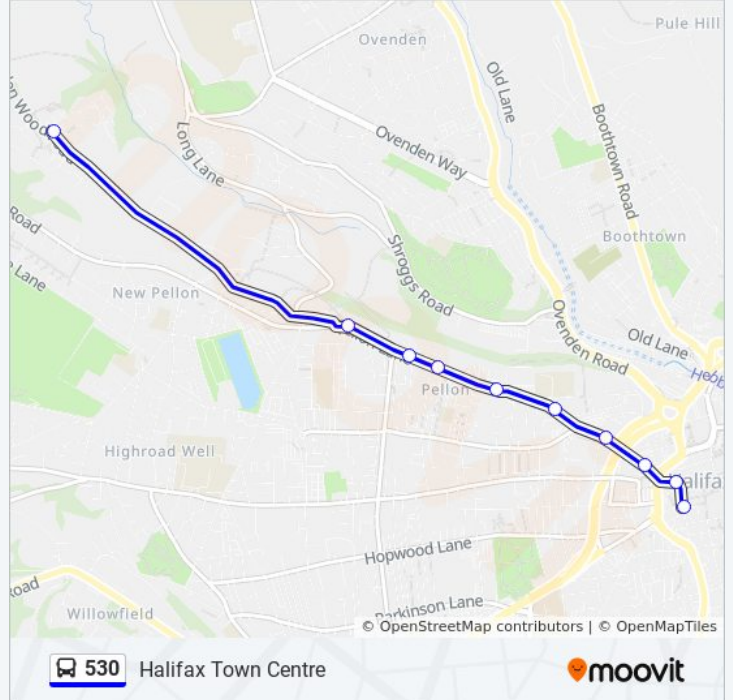 Pule Hill
Ovenden
Old Lane
Boothtown Road
Long Lane
Ovenden Way
Road
Boothtown
Shroggs Road
Lane
New Pellon
Ovenden Road
Old Lane
Pellon
Highroad Well
Halifa
Hopwood Lane
Road
Parkinson Lane
Willowfield
© OpenStreetMap contributors | © OpenMapTiles
530 Halifax Town Centre
moovit